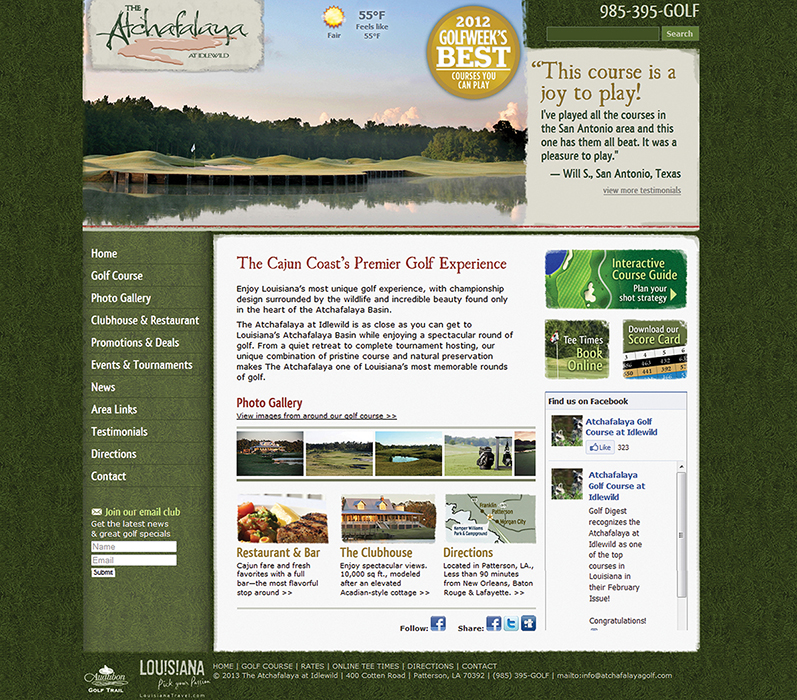 THE
Atchafalaya
AT IDLEWILD
Fair
55°F
Feels like
55°F
2012
GOLFWEEK'S
BEST
COURSES YOU
CAN PLAY
985-395-GOLF
Search
“This course is a
joy to play!
I've played all the courses in
the San Antonio area and this
one has them all beat. It was a
pleasure to play.”
— Will S., San Antonio, Texas
view more testimonials
Home
Golf Course
Photo Gallery
Clubhouse & Restaurant
Promotions & Deals
Events & Tournaments
News
Area Links
Testimonials
Directions
Contact
Join our email club
Get the latest news
& great golf specials
Name
Email
Submit
The Cajun Coast's Premier Golf Experience
Enjoy Louisiana's most unique golf experience, with championship
design surrounded by the wildlife and incredible beauty found only
in the heart of the Atchafalaya Basin.
The Atchafalaya at Idlewild is as close as you can get to
Louisiana's Atchafalaya Basin while enjoying a spectacular round of
golf. From a quiet retreat to complete tournament hosting, our
unique combination of pristine course and natural preservation
makes The Atchafalaya one of Louisiana's most memorable rounds
of golf.
Photo Gallery
View images from around our golf course >>
Restaurant & Bar
Cajun fare and fresh
favorites with a full
bar—the most flavorful
stop around >>
The Clubhouse
Enjoy spectacular views.
10,000 sq ft., modeled
after an elevated
Acadian-style cottage >>
Franklin
Patterson
Morgan City
Kemper Williams
Park & Campground
Directions
Located in Patterson, LA.,
Less than 90 minutes
from New Orleans, Baton
Rouge & Lafayette. >>
Follow:
Share:
Interactive
Course Guide
Plan your
shot strategy
Tee Times
Book
Online
Download our
Score Card
3 4 5 6
550 441 392
Find us on Facebook
Atchafalaya Golf
Course at Idlewild
Like 323
Atchafalaya
Golf Course at
Idlewild
Golf Digest
recognizes the
Atchafalaya at
Idlewild as one
of the top
courses in
Louisiana in
their February
Issue!
Congratulations!
Audubon
GOLF TRAIL
LOUISIANA
Pick your Passion
LouisianaTravel.com
HOME | GOLF COURSE | RATES | ONLINE TEE TIMES | DIRECTIONS | CONTACT
© 2013 The Atchafalaya at Idlewild | 400 Cotten Road | Patterson, LA 70392 | (985) 395-GOLF | mailto:info@atchafalayagolf.com